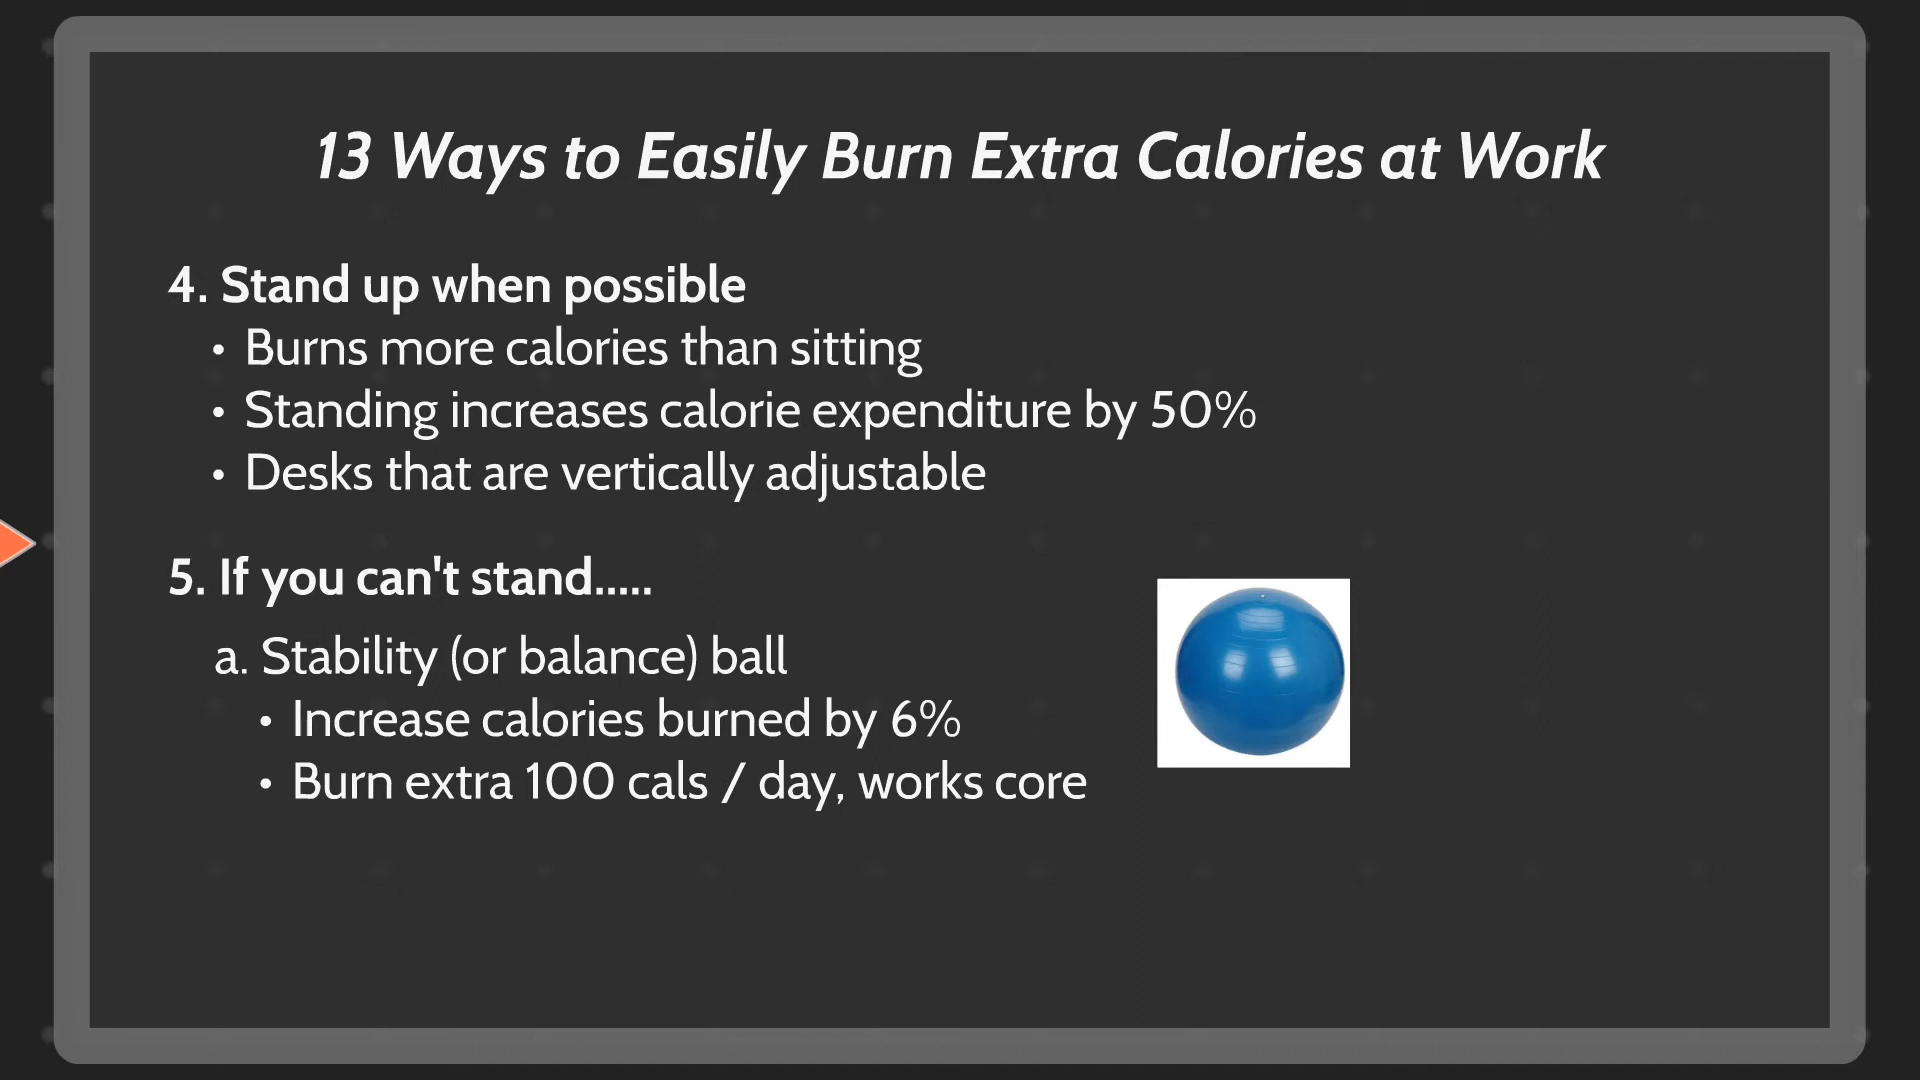 13 Ways to Easily Burn Extra Calories at Work
4. Stand up when possible
• Burns more calories than sitting
• Standing increases calorie expenditure by 50%
• Desks that are vertically adjustable
5. If you can't stand.....
a. Stability (or balance) ball
• Increase calories burned by 6%
• Burn extra 100 cals / day, works core